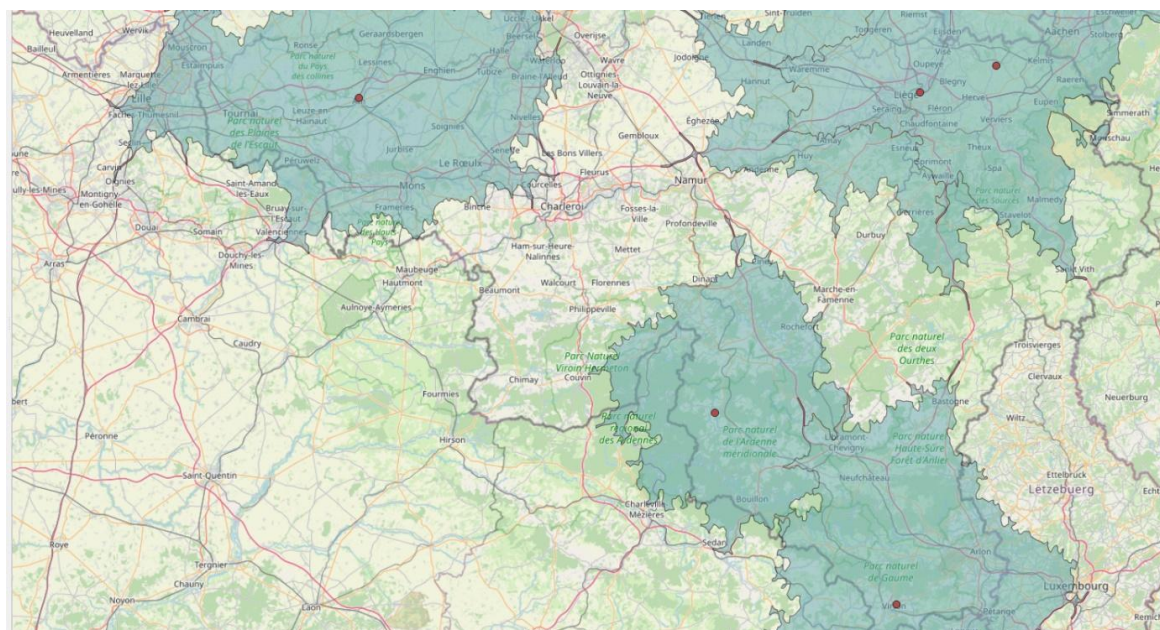 Heuvelland
Wervik
Bailleul
Mouscron
Estaimpuis
Armentières
Marquette
lez-Lille
Lille
Faches-Thumesnil
Ronse
Parc naturel
du Pays
des collines
Geraardsbergen
Lessines
Enghien
Halle
Tubize
Uccle - Ukkel
Beersel
Waterloo
Braine-l'Alleud
Overijse
Wavre
Ottignies
Louvain-la-
Neuve
Jodoigne
Tienen
Sint-Truiden
Landen
Hannut
Waremme
Tongeren
Riemst
Eijsden
Visé
Oupeye
Blegny
Liège
Seraing
Fléron
Herve
Chaudfontaine
Verviers
Aachen
Eschweiler
Stolberg
Kelmis
Raeren
Eupen
Simmerath
Monschau
Tournai
Leuze-en-
Hainaut
Parc naturel
des Plaines
de l'Escaut
Péruwelz
Soignies
Jurbise
Le Rœulx
Mons
Frameries
Nivelles
Seneffe
Gembloux
Éghezée
Les Bons Villers
Fleurus
Courcelles
Charleroi
Binche
Namur
Andenne
Huy
Esneux
Theux
Spa
Aywaille
Parc naturel
des Sources
Stavelot
Malmedy
Ferrières
Carvin
Oignies
Montigny-
en-Gohelle
Douai
Somain
Saint-Amand
-les-Eaux
Bruay-sur-
l'Escaut
Valenciennes
Douchy-les-
Mines
Parc naturel
des Hauts-
Pays
Arras
Maubeuge
Hautmont
Aulnoye-Aymeries
Ham-sur-Heure-
Nalinnes
Beaumont
Walcourt
Florennes
Fosses-la-
Ville
Mettet
Profondeville
Dinant
Durbuy
Marche-en-
Famenne
Sankt Vith
Philippeville
Rochefort
Parc naturel
des deux
Ourthes
Troisvierges
Clervaux
Cambrai
Caudry
Fourmies
Hirson
Parc Naturel
Viroin Hermeton
Chimay
Couvin
Parc naturel
régional
des Ardennes
Parc naturel
de l'Ardenne
méridionale
Bastogne
Libramont-
Chevigny
Parc naturel
Haute-Sûre
Forêt d'Anlier
Neufchâteau
Wiltz
Neuerburg
Ettelbruck
Lëtzebuerg
Péronne
Saint-Quentin
Charleville-
Mézières
Sedan
Bouillon
Arlon
Parc naturel
de Gaume
Virton
Pétange
Luxembourg
Roye
Tergnier
Chauny
Noyon
Laon